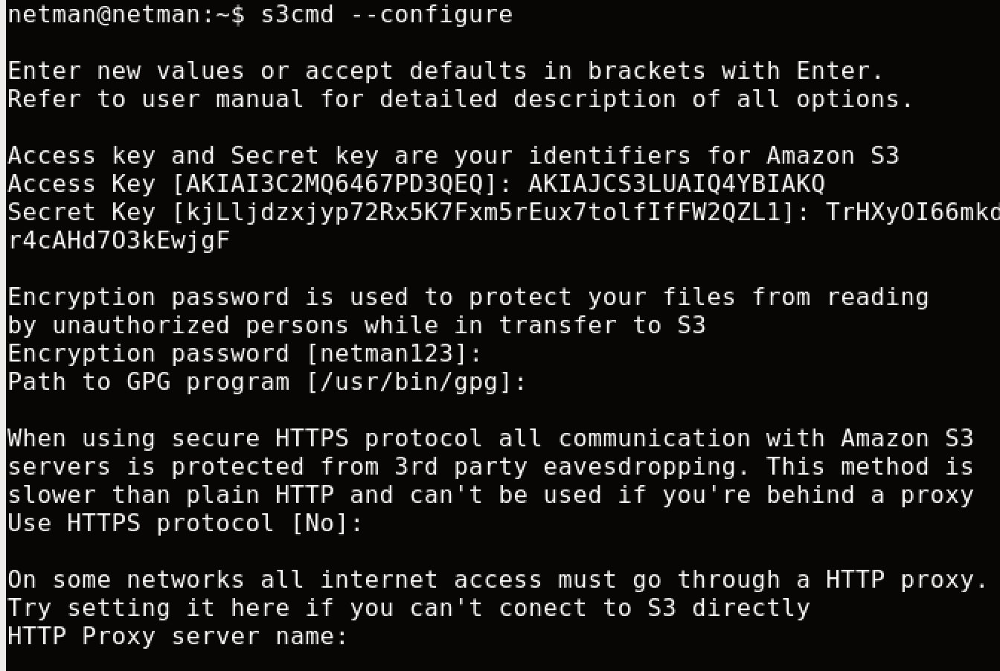 netman@netman:~$ s3cmd --configure
Enter new values or accept defaults in brackets with Enter.
Refer to user manual for detailed description of all options.
Access key and Secret key are your identifiers for Amazon S3
Access Key [AKIAI3C2MQ6467PD3QEQ]: AKIAJCS3LUAIQ4YBIAKQ
Secret Key [kjLljdzxjyp72Rx5K7Fxm5rEux7tolfIfFW2QZL1]:
r4cAHd7O3kEwjgF
Encryption password is used to protect your files from reading
by unauthorized persons while in transfer to S3
Encryption password [netman123]:
Path to GPG program [/usr/bin/gpg]:
When using secure HTTPS protocol all communication with Amazon S3
servers is protected from 3rd party eavesdropping. This method is
slower than plain HTTP and can't be used if you're behind a proxy
Use HTTPS protocol [No]:
On some networks all internet access must go through a HTTP proxy.
Try setting it here if you can't conect to S3 directly
HTTP Proxy server name: